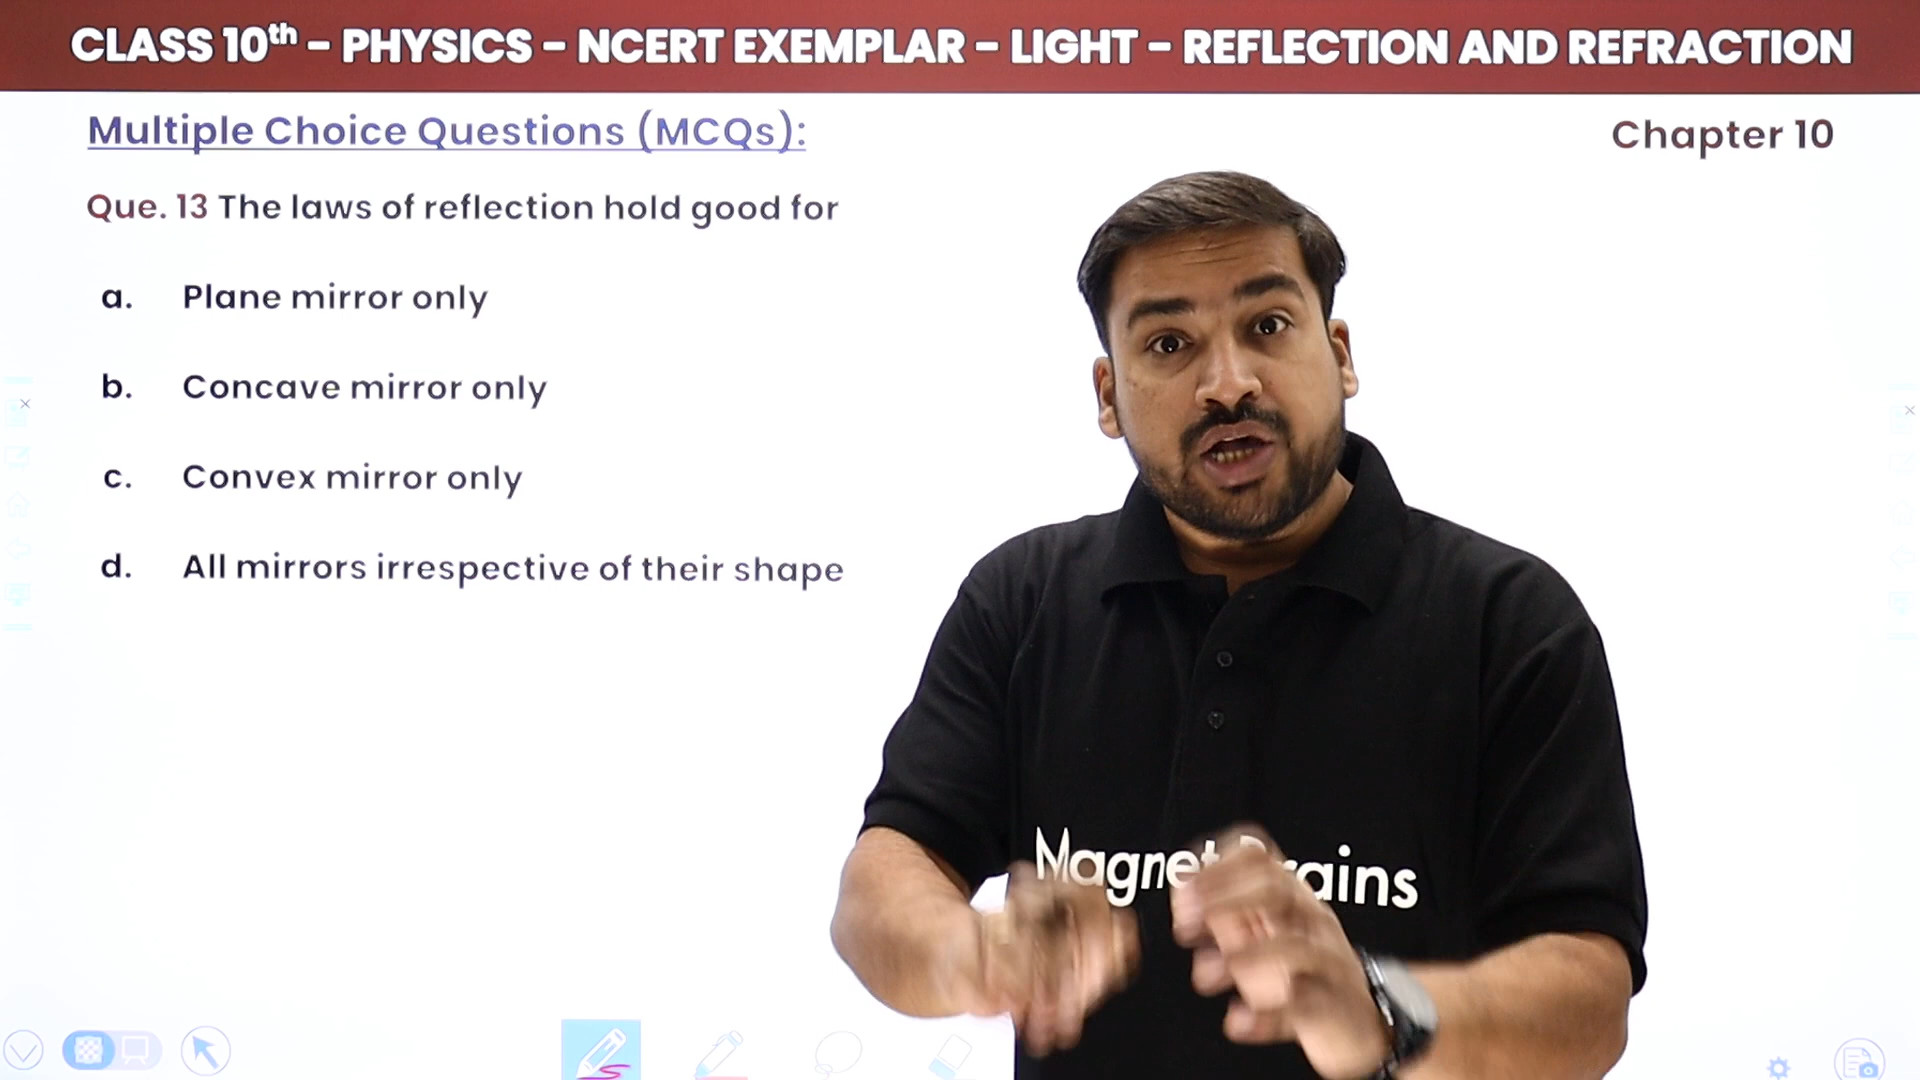 CLASS 10th - PHYSICS - NCERT EXEMPLAR - LIGHT - REFLECTION AND REFRACTION
Multiple Choice Questions (MCQs):
Chapter 10
Que. 13 The laws of reflection hold good for
a. Plane mirror only
b. Concave mirror only
c. Convex mirror only
d. All mirrors irrespective of their shape
Magnet